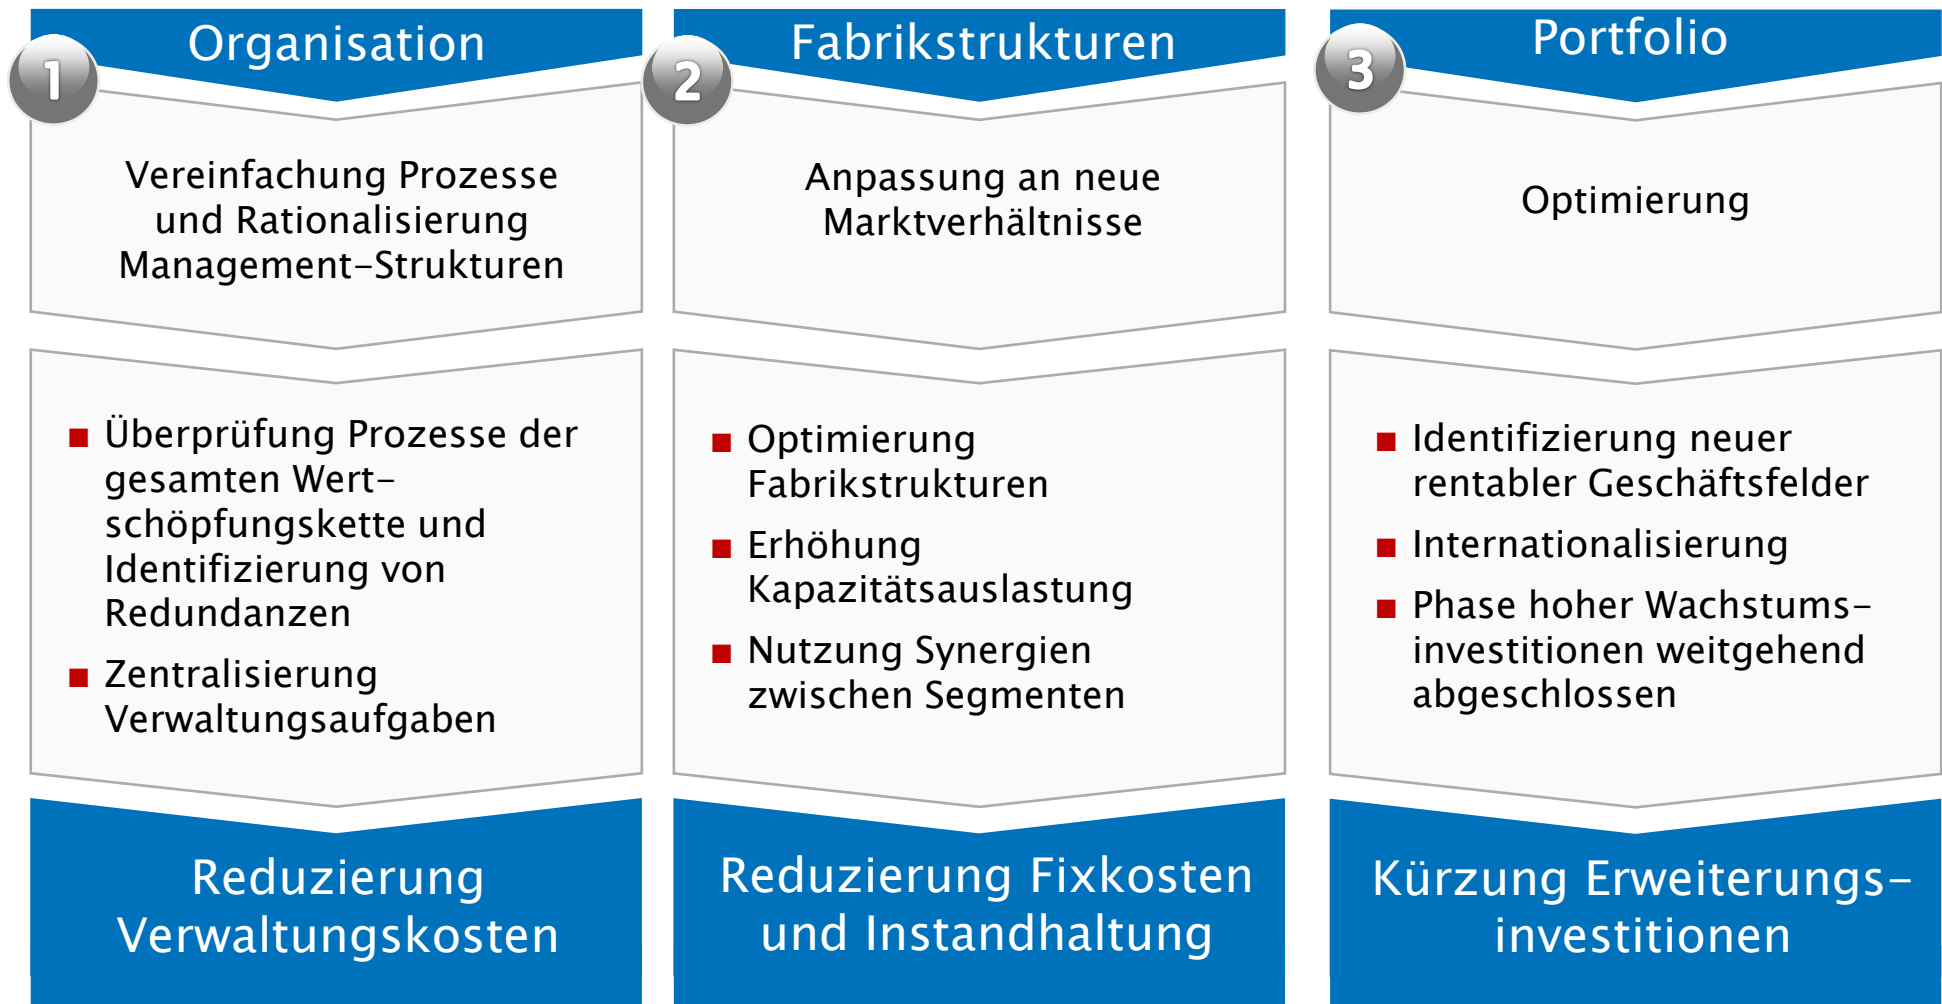 1
Organisation
Vereinfachung Prozesse
und Rationalisierung
Management-Strukturen
Überprüfung Prozesse der
gesamten Wert-
schöpfungskette und
Identifizierung von
Redundanzen
Zentralisierung
Verwaltungsaufgaben
Reduzierung
Verwaltungskosten
2
Fabrikstrukturen
Anpassung an neue
Marktverhältnisse
Optimierung
Fabrikstrukturen
Erhöhung
Kapazitätsauslastung
Nutzung Synergien
zwischen Segmenten
Reduzierung Fixkosten
und Instandhaltung
3
Portfolio
Optimierung
Identifizierung neuer
rentabler Geschäftsfelder
Internationalisierung
Phase hoher Wachstums-
investitionen weitgehend
abgeschlossen
Kürzung Erweiterungs-
investitionen